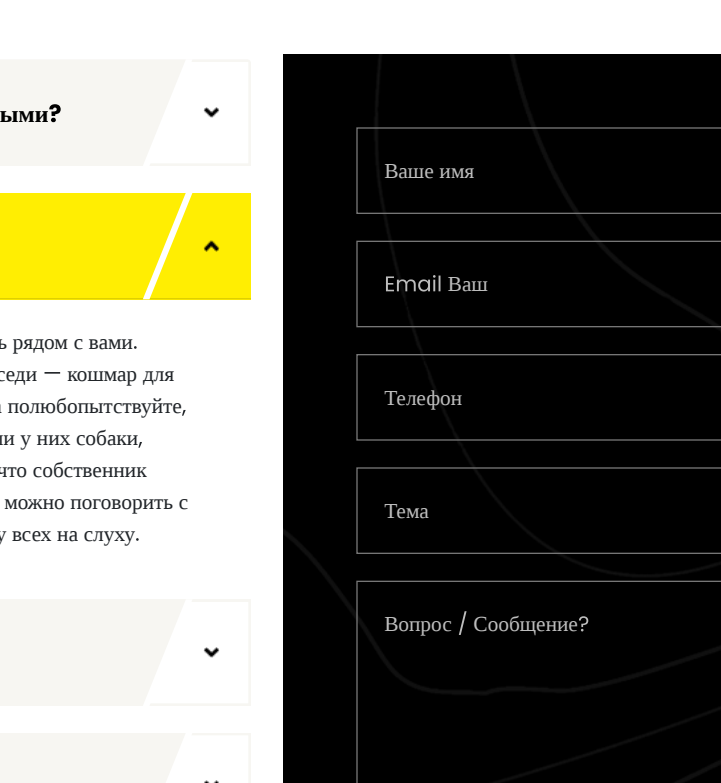 ыми?
ь рядом с вами.
седи — кошмар для
полюбопытствуйте,
ли у них собаки,
что собственник
можно поговорить с
у всех на слуху.
Ваше имя
Email Ваш
Телефон
Тема
Вопрос / Сообщение?